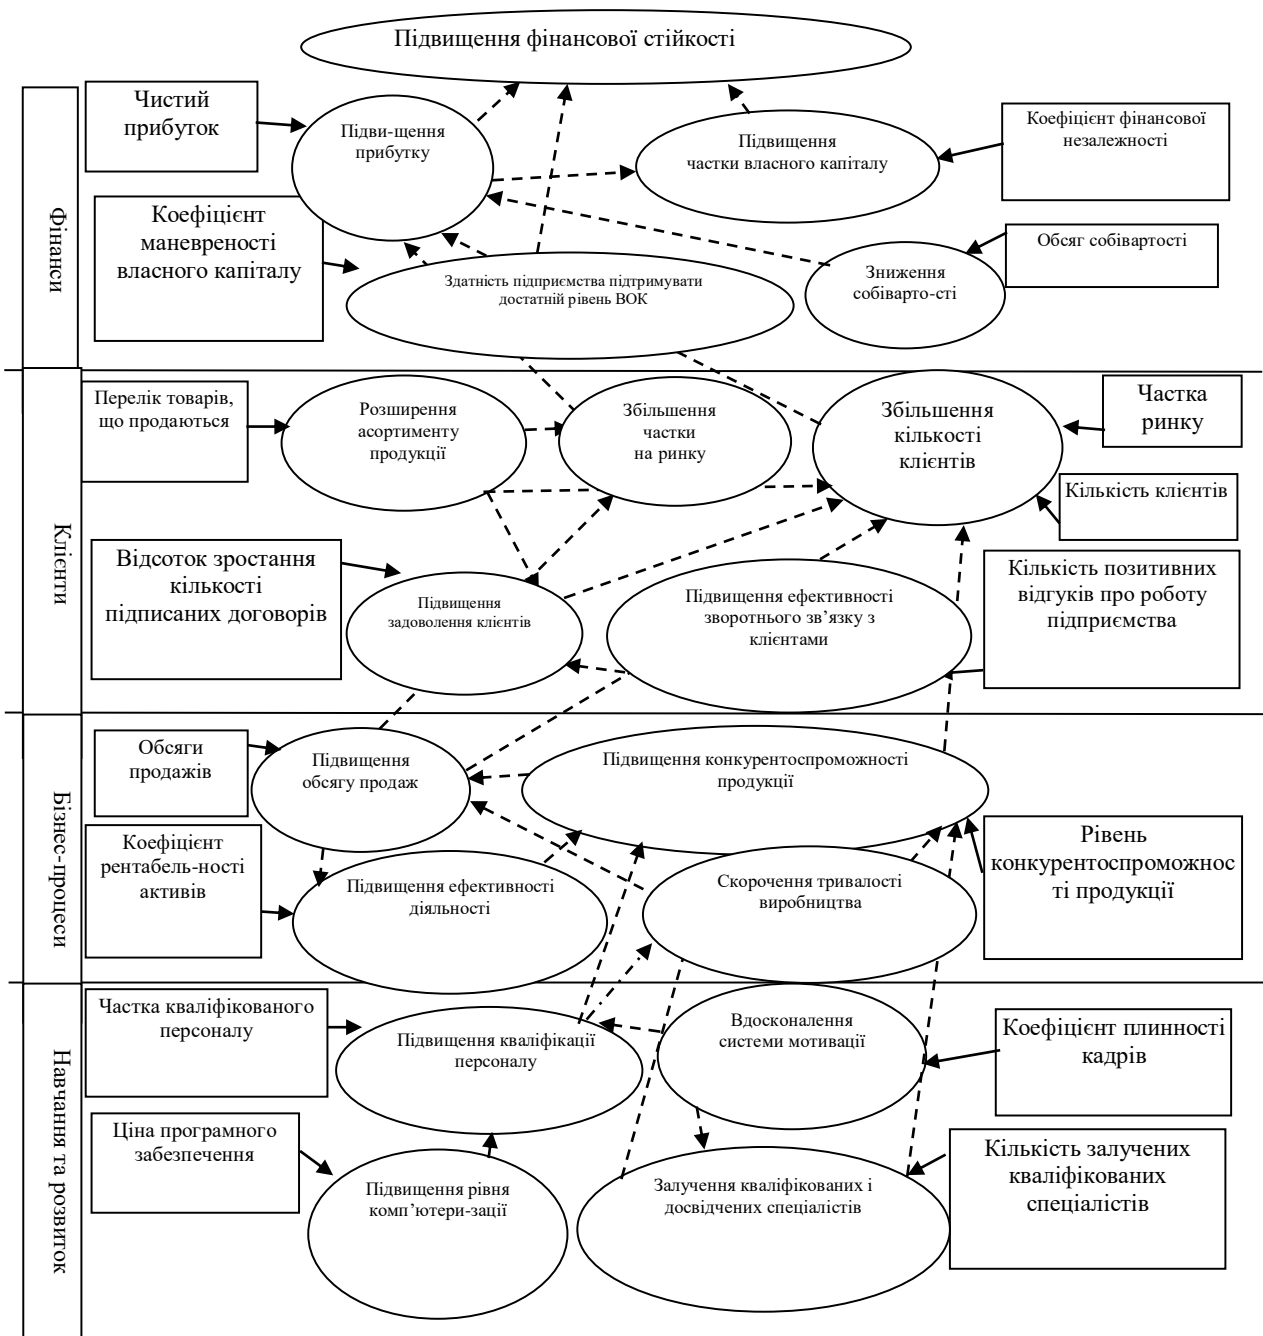 Підвищення фінансової стійкості
Фінанси
Чистий
прибуток
Підви-щення
прибутку
Підвищення
частки власного капіталу
Коефіцієнт фінансової
незалежності
Коефіцієнт
маневреності
власного капіталу
Здатність підприємства підтримувати
достатній рівень ВОК
Зниження
собіварто-сті
Обсяг собівартості
Клієнти
Перелік товарів,
що продаються
Розширення
асортименту
продукції
Збільшення
частки
на ринку
Збільшення
кількості
клієнтів
Частка
ринку
Кількість клієнтів
Відсоток зростання
кількості
підписаних договорів
Підвищення
задоволення клієнтів
Підвищення ефективності
зворотнього зв’язку з
клієнтами
Кількість позитивних
відгуків про роботу
підприємства
Бізнес-процеси
Обсяги
продажів
Підвищення
обсягу продаж
Підвищення конкурентоспроможності
продукції
Коефіцієнт
рентабель-ності
активів
Підвищення ефективності
діяльності
Скорочення тривалості
виробництва
Рівень
конкурентоспроможнос
ті продукції
Навчання та розвиток
Частка кваліфікованого
персоналу
Підвищення кваліфікації
персоналу
Вдосконалення
системи мотивації
Коефіцієнт плинності
кадрів
Ціна програмного
забезпечення
Підвищення рівня
комп’ютери-зації
Залучення кваліфікованих і
досвідчених спеціалістів
Кількість залучених
кваліфікованих
спеціалістів